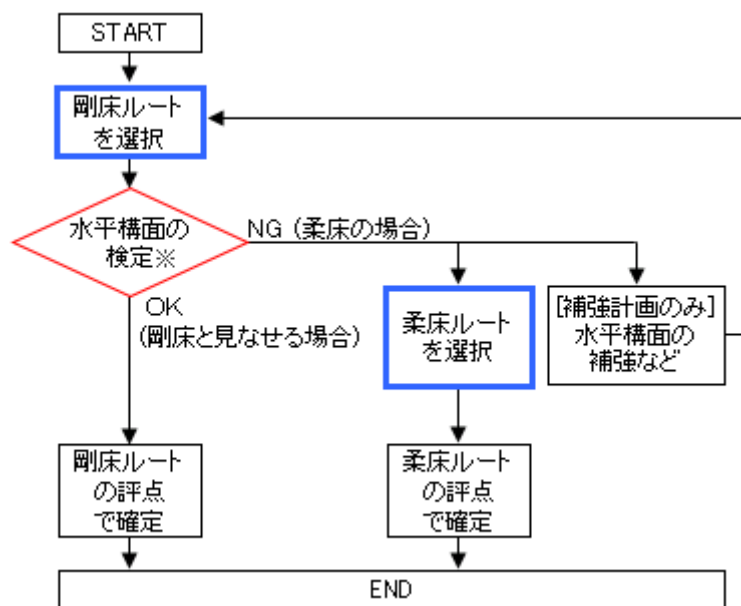 START
剛床ルート
を選択
水平構面の
検定※
NG (柔床の場合)
OK
(剛床と見なせる場合)
柔床ルート
を選択
[補強計画のみ]
水平構面の
補強など
剛床ルート
の評点
で確定
柔床ルート
の評点
で確定
END